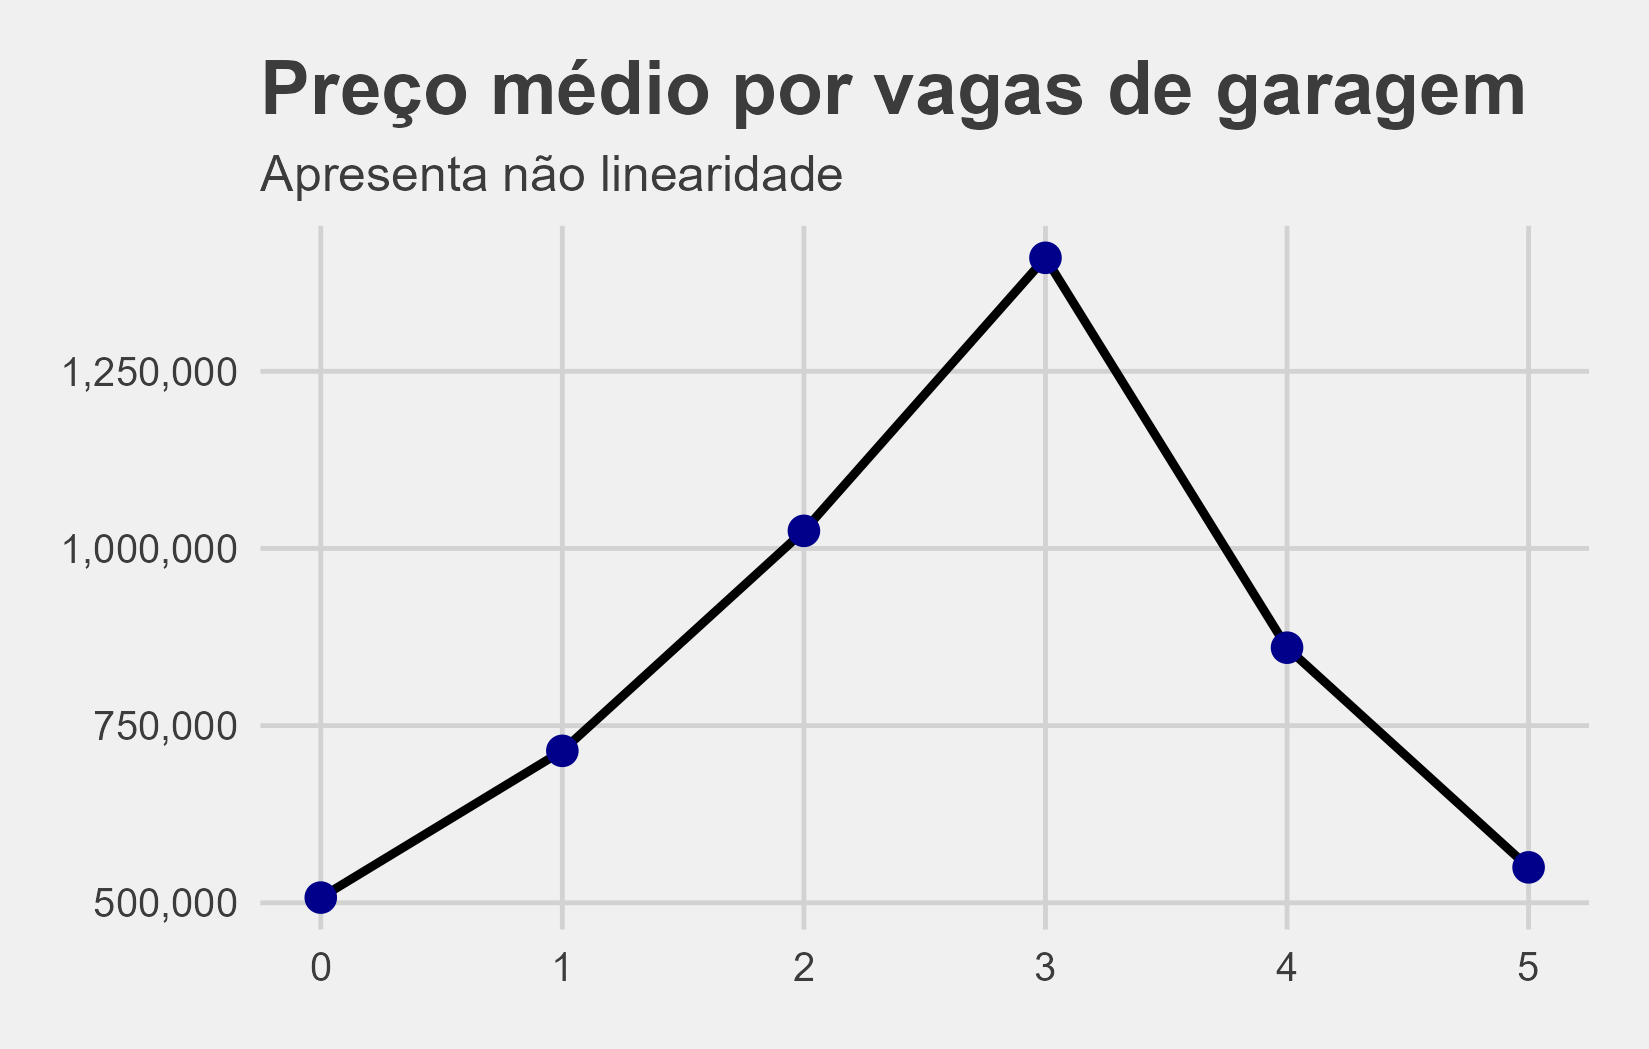 Preço médio por vagas de garagem
Apresenta não linearidade
1,250,000
1,000,000
750,000
500,000
0 1 2 3 4 5